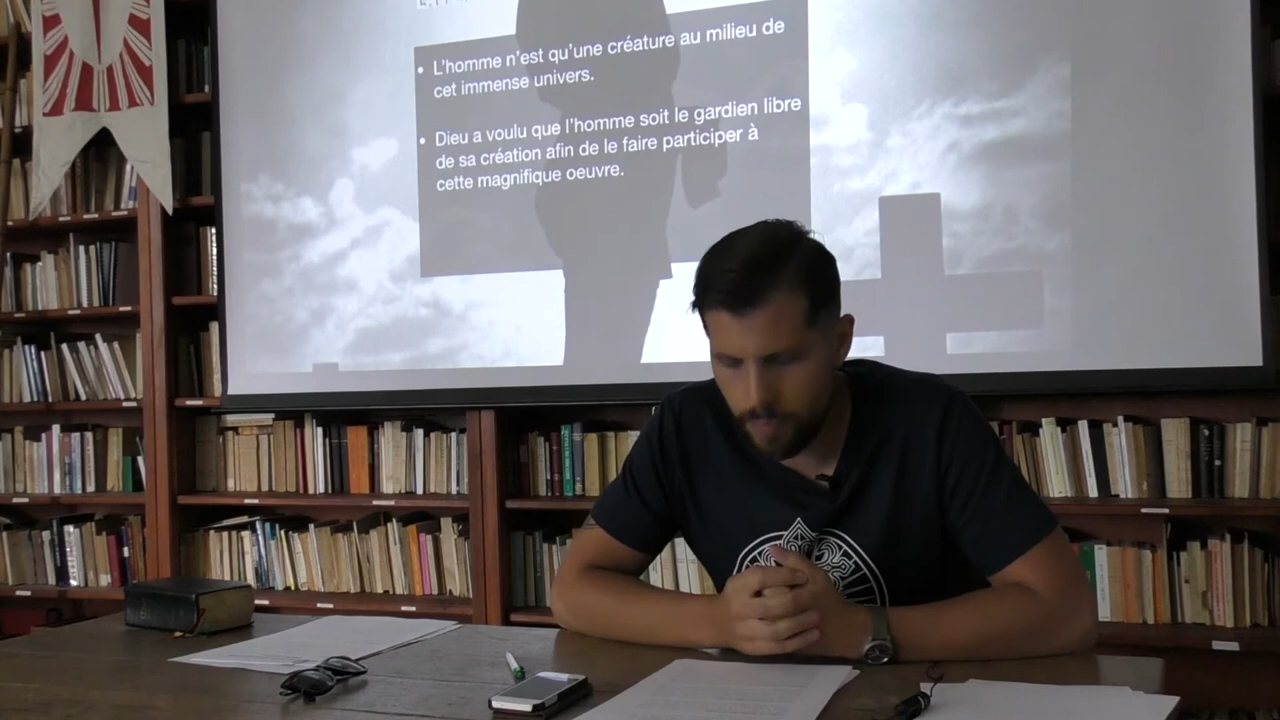 L'homme n'est qu'une créature au milieu de
cet immense univers.
Dieu a voulu que l'homme soit le gardien libre
de sa création afin de le faire participer à
cette magnifique oeuvre.